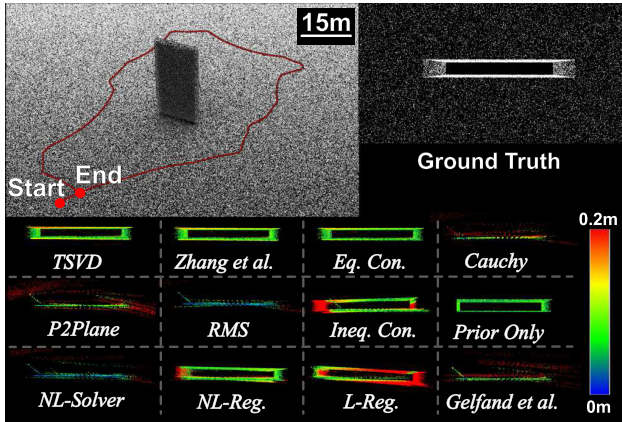 15m
Start
End
Ground Truth
0.2m
TSVD
Zhang et al.
Eq. Con.
Cauchy
P2Plane
RMS
Ineq. Con.
Prior Only
NL-Solver
NL-Reg.
L-Reg.
Gelfand et al.
0m